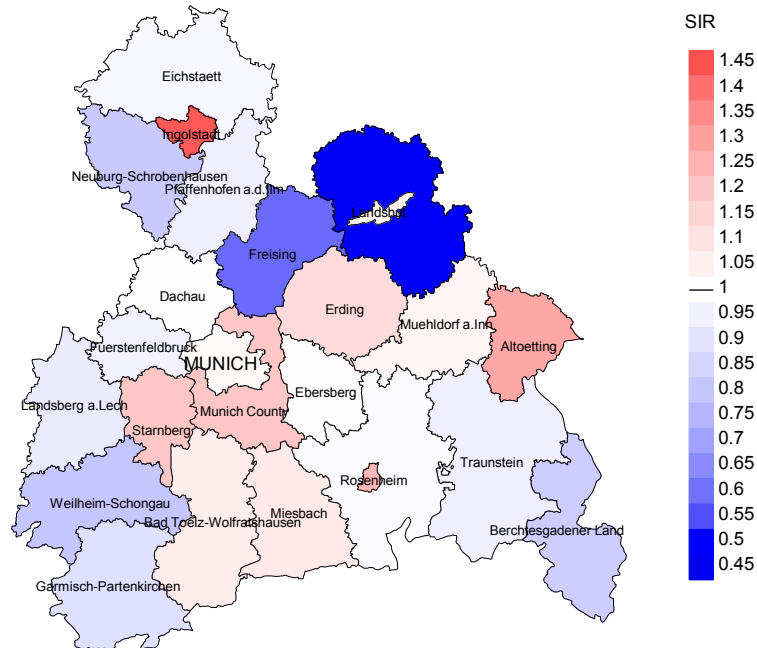 SIR
Eichstaett
1.45
1.4
1.35
1.3
1.25
1.2
1.15
1.1
1.05
1
0.95
0.9
0.85
0.8
0.75
0.7
0.65
0.6
0.55
0.5
0.45
Ingolstadt
Neuburg-Schrobenhausen
Pfaffenhofen a.d.Ilm
Landshut
Freising
Dachau
Erding
Muehldorf a.Inn
Altoetting
Fuerstenfeldbruck
MUNICH
Ebersberg
Landsberg a.Lech
Munich County
Starnberg
Traunstein
Rosenheim
Weilheim-Schongau
Miesbach
Bad Toelz-Wolfratshausen
Berchtesgadener Land
Garmisch-Partenkirchen